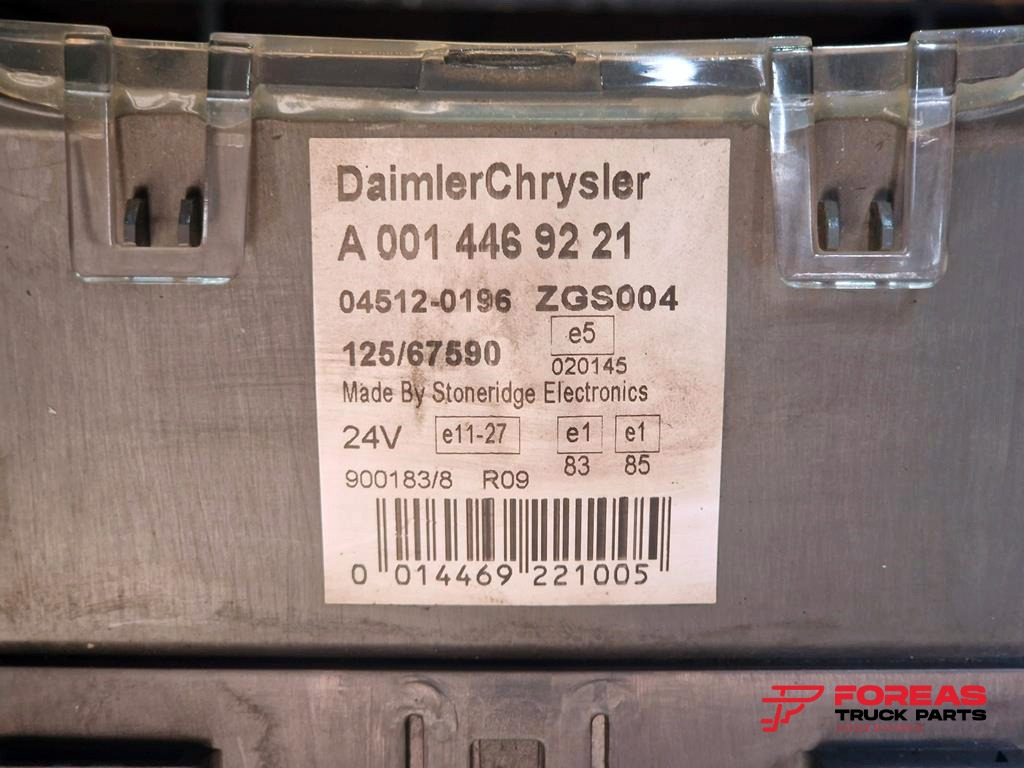 DaimlerChrysler
A 001 446 92 21
04512-0196 ZGS004
e5
125/67590
020145
Made By Stoneridge Electronics
24V e11-27 e1 e1
83 85
900183/8 R09
0 014469 221005
FOREAS
TRUCK PARTS